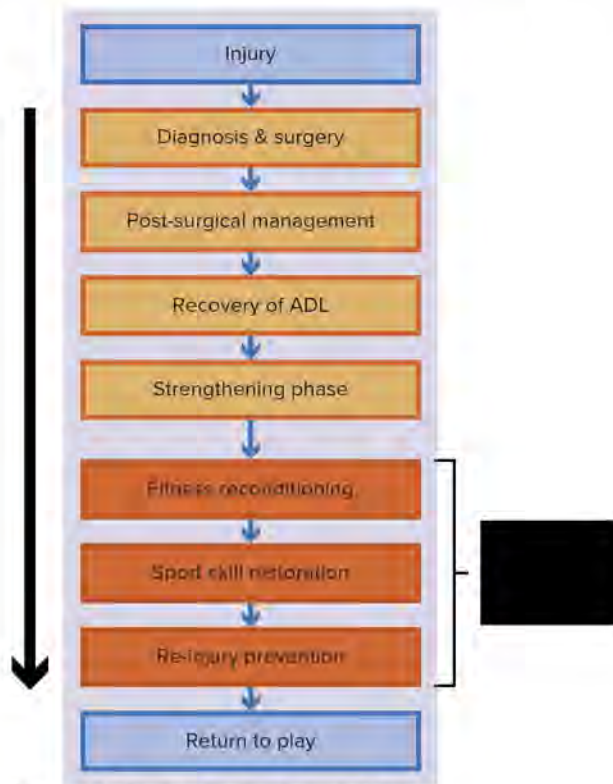 Injury
Diagnosis & surgery
Post-surgical management
Recovery of ADL
Strengthening phase
Fitness reconditioning
Sport skill restoration
Re-injury prevention
Return to play